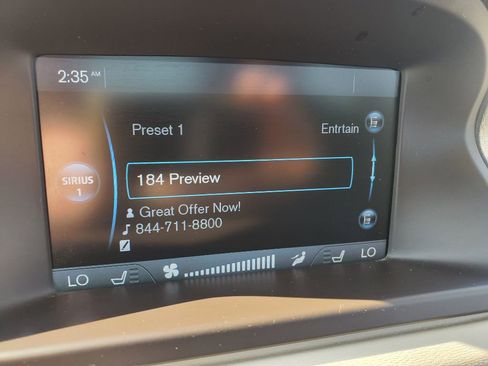 2:35 AM
Preset 1 Entrtain
184 Preview
SIRIUS
1
Great Offer Now!
844-711-8800
LO LO